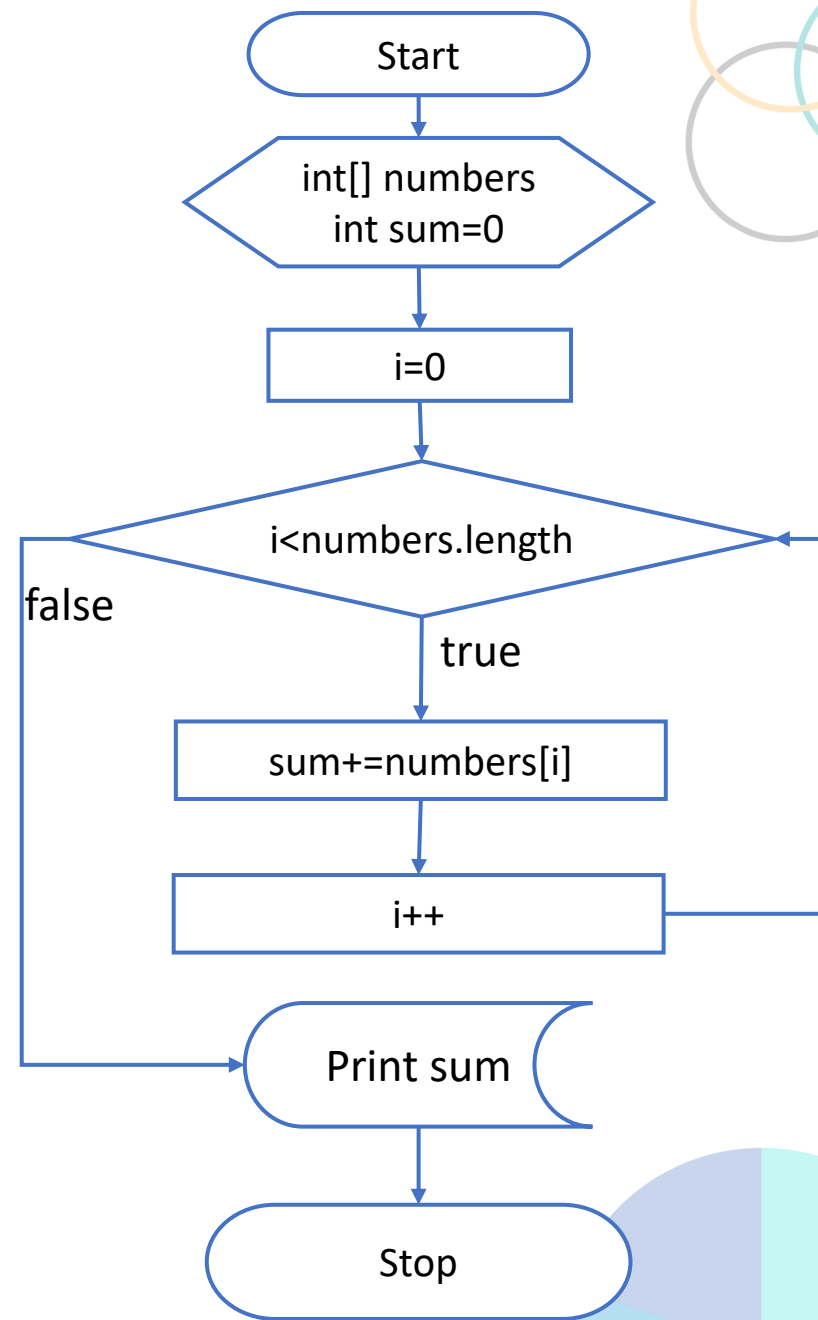 Start
int[] numbers
int sum=0
i=0
i<numbers.length
false
true
sum+=numbers[i]
i++
Print sum
Stop